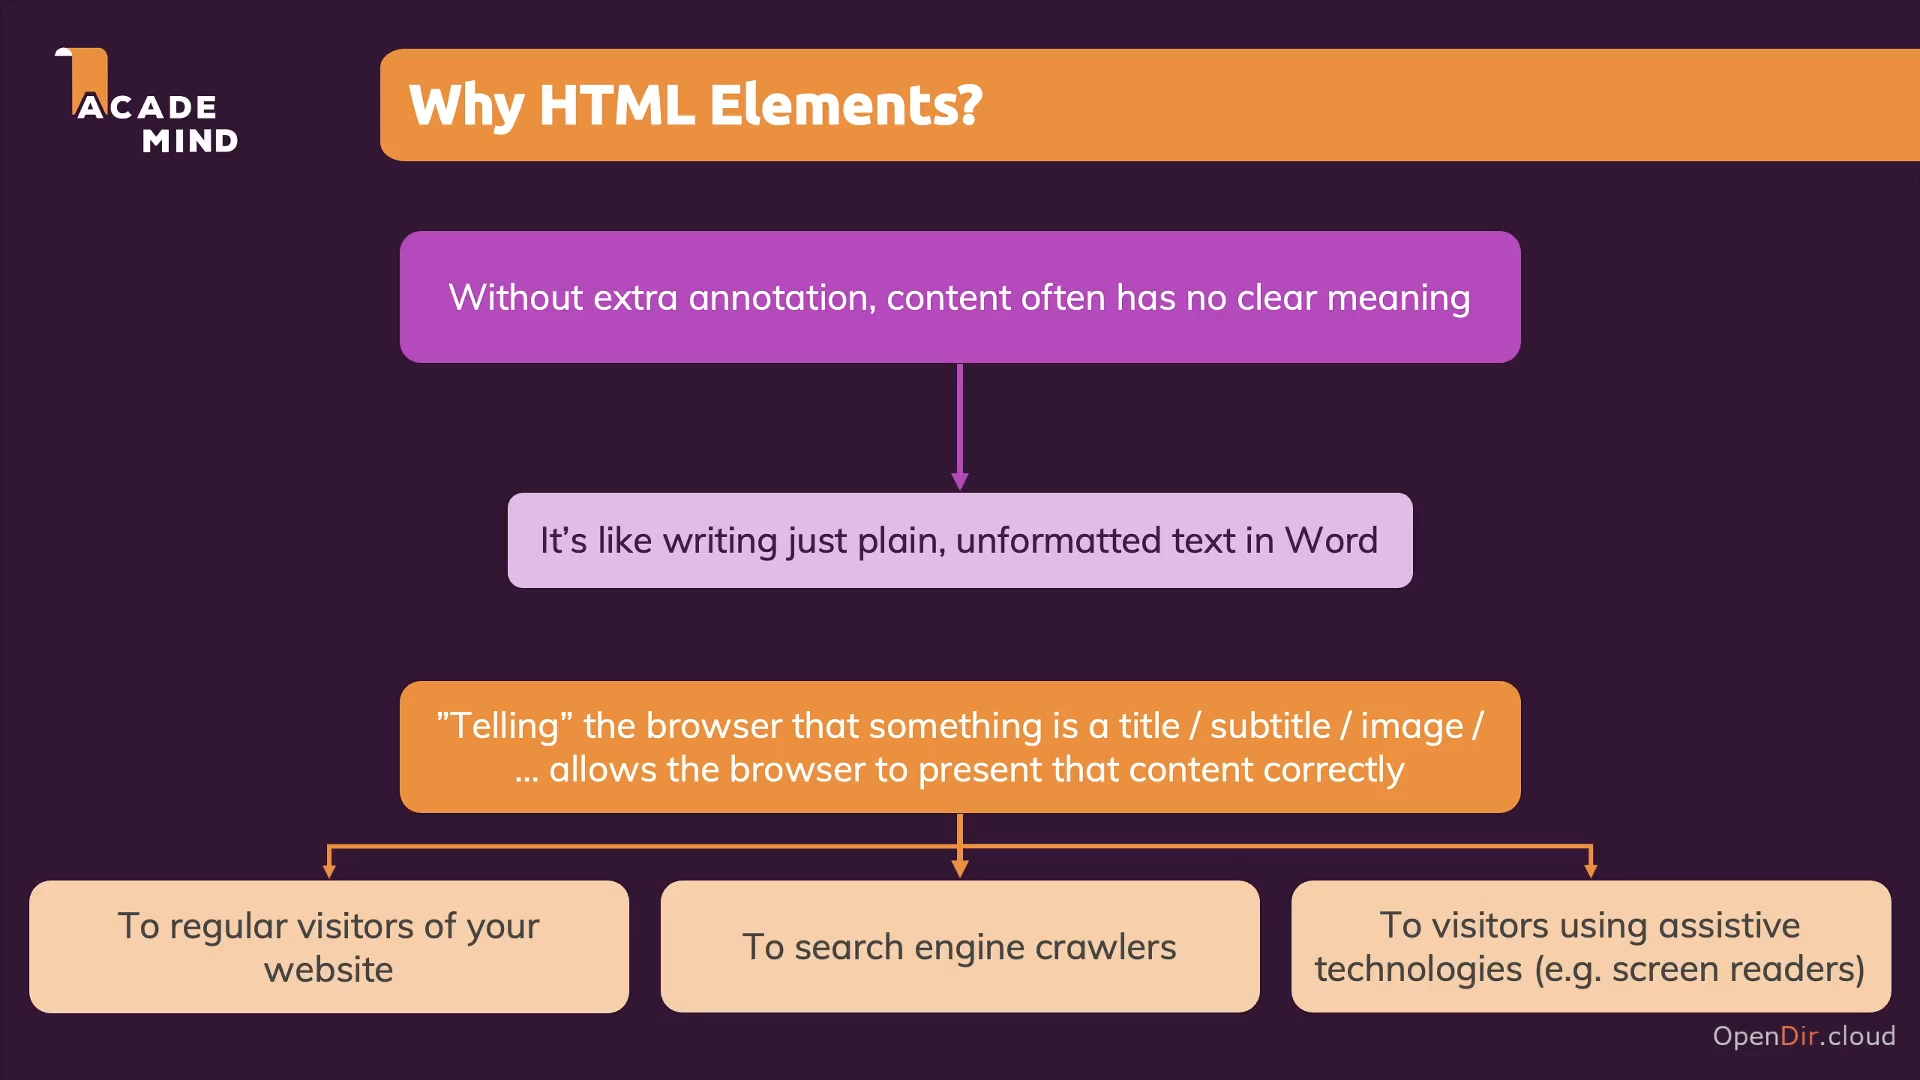 ACADE
MIND
Why HTML Elements?
Without extra annotation, content often has no clear meaning
It’s like writing just plain, unformatted text in Word
”Telling” the browser that something is a title / subtitle / image /
… allows the browser to present that content correctly
To regular visitors of your
website
To search engine crawlers
To visitors using assistive
technologies (e.g. screen readers)
OpenDir.cloud